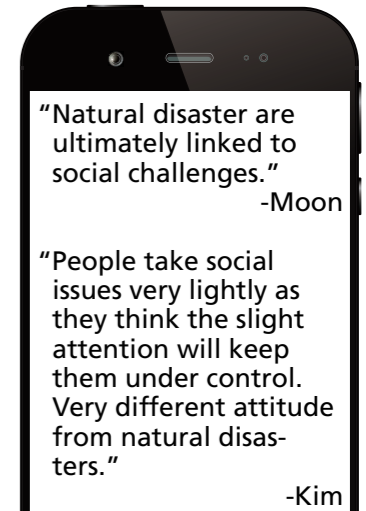 “Natural disaster are
ultimately linked to
social challenges.”
-Moon
“People take social
issues very lightly as
they think the slight
attention will keep
them under control.
Very different attitude
from natural disas-
ters.”
-Kim